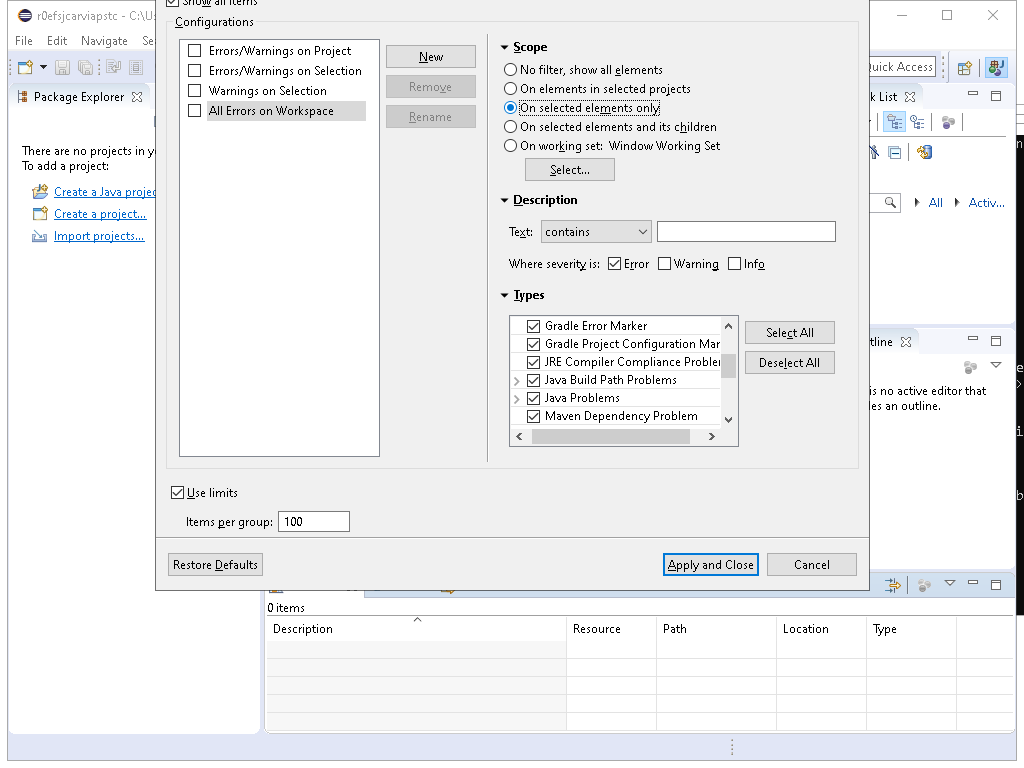 r0efsjcarviapstc - C:\Us
File Edit Navigate Se
Package Explorer
There are no projects in y
To add a project:
Create a Java projec
Create a project...
Import projects...
Show all items
Configurations
Errors/Warnings on Project
Errors/Warnings on Selection
Warnings on Selection
All Errors on Workspace
New
Remove
Rename
Scope
No filter, show all elements
On elements in selected projects
On selected elements only
On selected elements and its children
On working set: Window Working Set
Select...
Description
Text: contains
Where severity is: Error Warning Info
Types
Gradle Error Marker
Gradle Project Configuration Mar
JRE Compiler Compliance Probler
Java Build Path Problems
Java Problems
Maven Dependency Problem
Select All
Deselect All
Use limits
Items per group: 100
Restore Defaults
Apply and Close
Cancel
Quick Access
k List
All Activ...
tline
is no active editor that
des an outline.
0 items
Description Resource Path Location Type